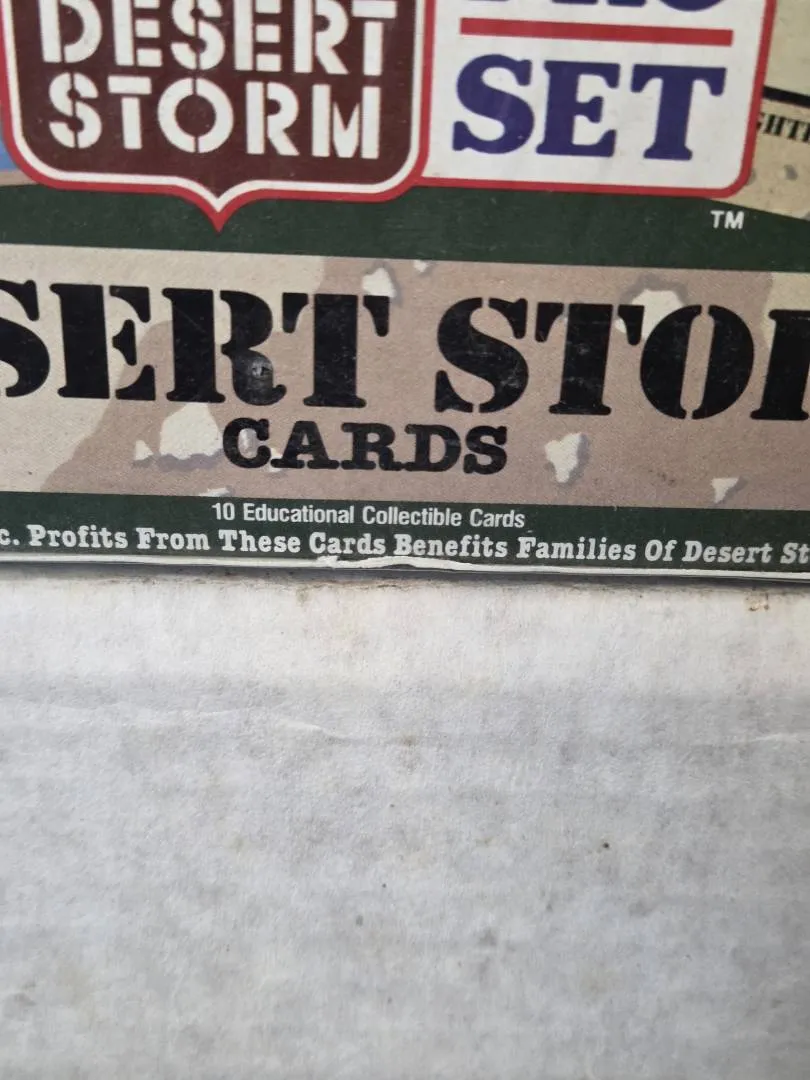 DESERT
STORM
SET
TM
SERT STO
CARDS
10 Educational Collectible Cards
c. Profits From These Cards Benefits Families Of Desert St